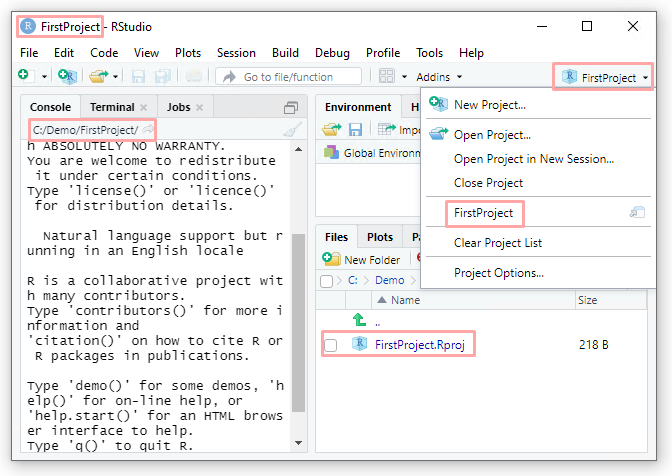 FirstProject - RStudio
File Edit Code View Plots Session Build Debug Profile Tools Help
Go to file/function
Addins
FirstProject
Console Terminal Jobs
C:/Demo/FirstProject/
h ABSOLUTELY NO WARRANTY.
You are welcome to redistribute
 it under certain conditions.
Type 'license()' or 'licence()'
 for distribution details.
  Natural language support but r
unning in an English locale
R is a collaborative project wit
h many contributors.
Type 'contributors()' for more i
nformation and
'citation()' on how to cite R or
 R packages in publications.
Type 'demo()' for some demos, 'h
elp()' for on-line help, or
'help.start()' for an HTML brows
er interface to help.
Type 'q()' to quit R.
Environment H
Impo
Global Environm
New Project...
Open Project...
Open Project in New Session...
Close Project
FirstProject
Clear Project List
Project Options...
Files Plots Pa
New Folder
C: Demo
Name Size
..
FirstProject.Rproj 218 B